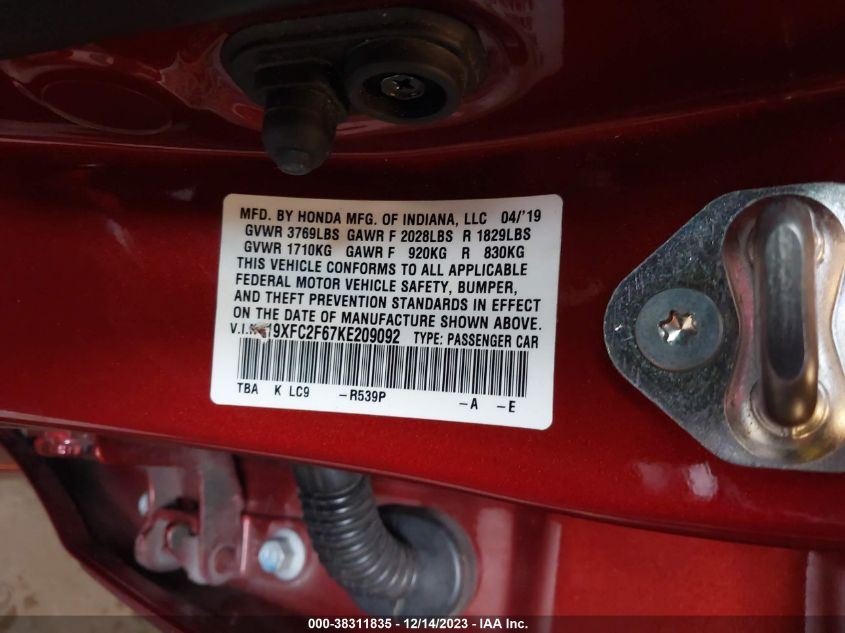 MFD. BY HONDA MFG. OF INDIANA, LLC 04/'19
GVWR 3769LBS GAWR F 2028LBS R 1829LBS
GVWR 1710KG GAWR F 920KG R 830KG
THIS VEHICLE CONFORMS TO ALL APPLICABLE
FEDERAL MOTOR VEHICLE SAFETY, BUMPER,
AND THEFT PREVENTION STANDARDS IN EFFECT
ON THE DATE OF MANUFACTURE SHOWN ABOVE.
19XFC2F67KE209092 TYPE: PASSENGER CAR
TBA K LC9 -R539P -A -E
000-38311835 - 12/14/2023 - IAA Inc.